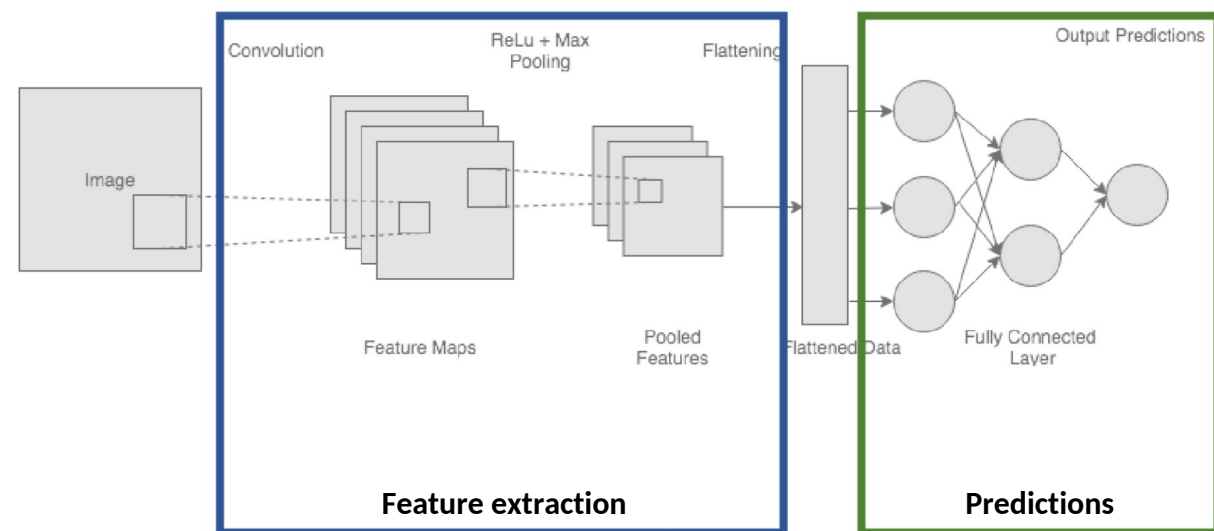 Convolution
ReLu + Max
Pooling
Flattening
Output Predictions
Image
Feature Maps
Pooled
Features
Flattened Data
Fully Connected
Layer
Feature extraction
Predictions